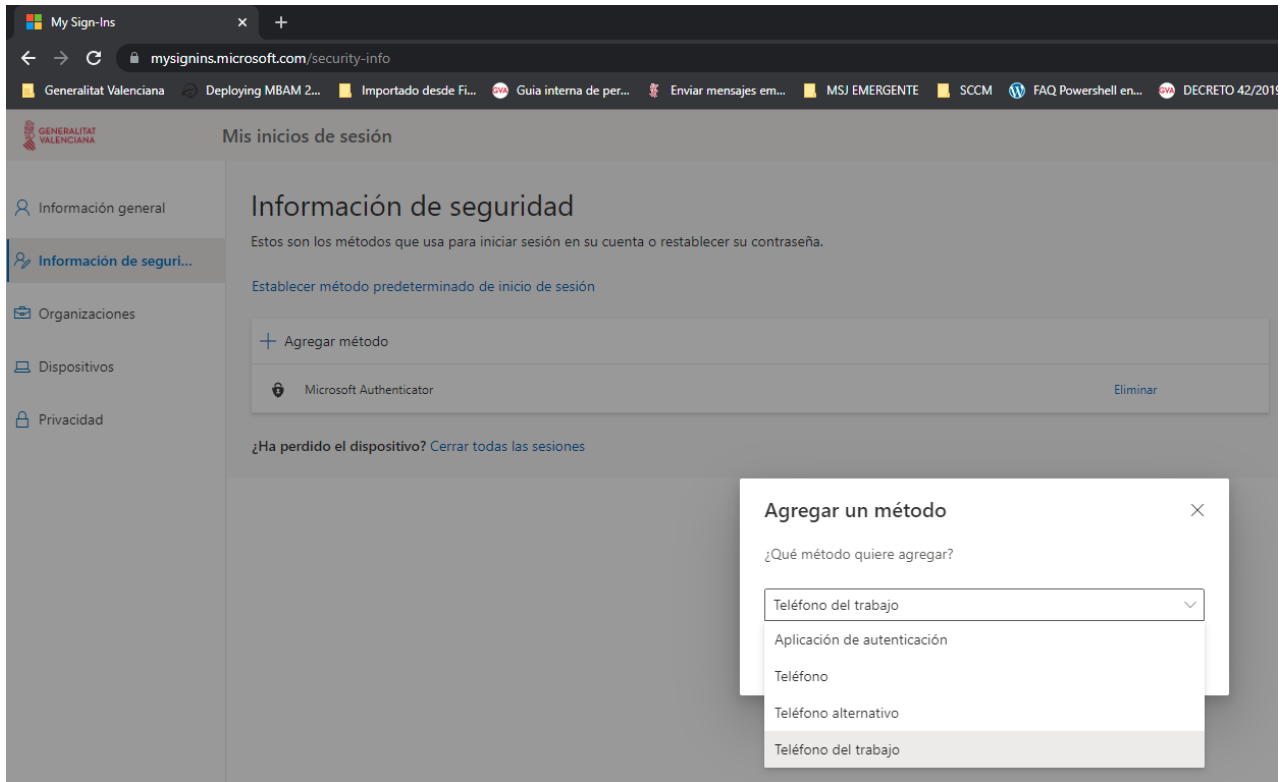 My Sign-Ins
mysignins.microsoft.com/security-info
Generalitat Valenciana Deploying MBAM 2... Importado desde Fi... GVA Guia interna de per... Enviar mensajes em... MSJ EMERGENTE SCCM FAQ Powershell en... GVA DECRETO 42/2019
GENERALITAT
VALENCIANA
Mis inicios de sesión
Información general
Información de seguri...
Organizaciones
Dispositivos
Privacidad
Información de seguridad
Estos son los métodos que usa para iniciar sesión en su cuenta o restablecer su contraseña.
Establecer método predeterminado de inicio de sesión
Agregar método
Microsoft Authenticator Eliminar
¿Ha perdido el dispositivo? Cerrar todas las sesiones
Agregar un método
¿Qué método quiere agregar?
Teléfono del trabajo
Aplicación de autenticación
Teléfono
Teléfono alternativo
Teléfono del trabajo